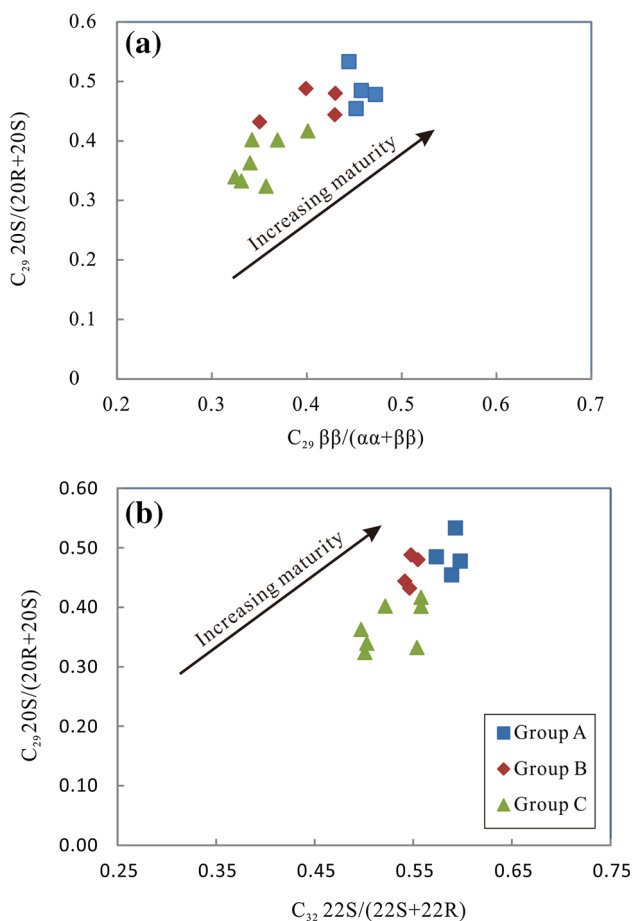 (a)
0.6
0.5
0.4
0.3
0.2
0.1
0
C₂₉ 20S/(20R+20S)
Increasing maturity
0.2 0.3 0.4 0.5 0.6 0.7
C₂₉ ββ/(αα+ββ)
(b)
0.60
0.50
0.40
0.30
0.20
0.10
0.00
C₂₉ 20S/(20R+20S)
Increasing maturity
Group A
Group B
Group C
0.25 0.35 0.45 0.55 0.65 0.75
C₃₂ 22S/(22S+22R)